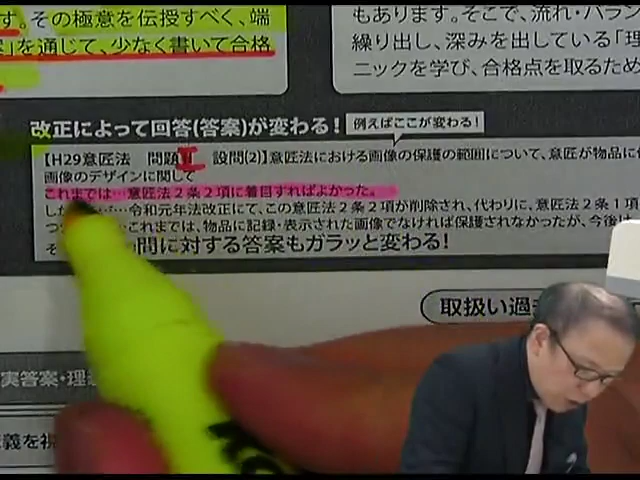 す。その極意を伝授すべく、端
」を通じて、少なく書いて合格
もあります。そこで、流れ・バラン
繰り出し、深みを出している「理
ニックを学び、合格点を取るため
改正によって回答(答案)が変わる!
例えばここが変わる!
【H29意匠法 問題 設問(2)】意匠法における画像の保護の範囲について、意匠が物品に係
画像のデザインに関して
これまでは…意匠法2条2項に着目すればよかった。
し…令和元年法改正にて、この意匠法2条2項が削除され、代わりに、意匠法2条1項
つ これまでは、物品に記録・表示された画像でなければ保護されなかったが、今後は
そ 問に対する答案もガラッと変わる!
取扱い過
実答案・理
義を視